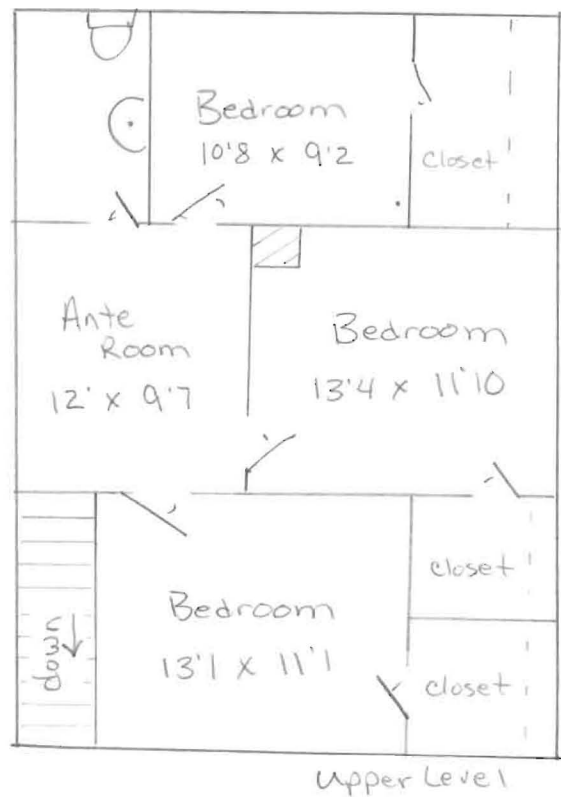 Bedroom
10'8 x 9'2
closet
Ante
Room
12' x 9'7
Bedroom
13'4 x 11'10
closet
Bedroom
13'1 x 11'1
Down
closet
Upper Level